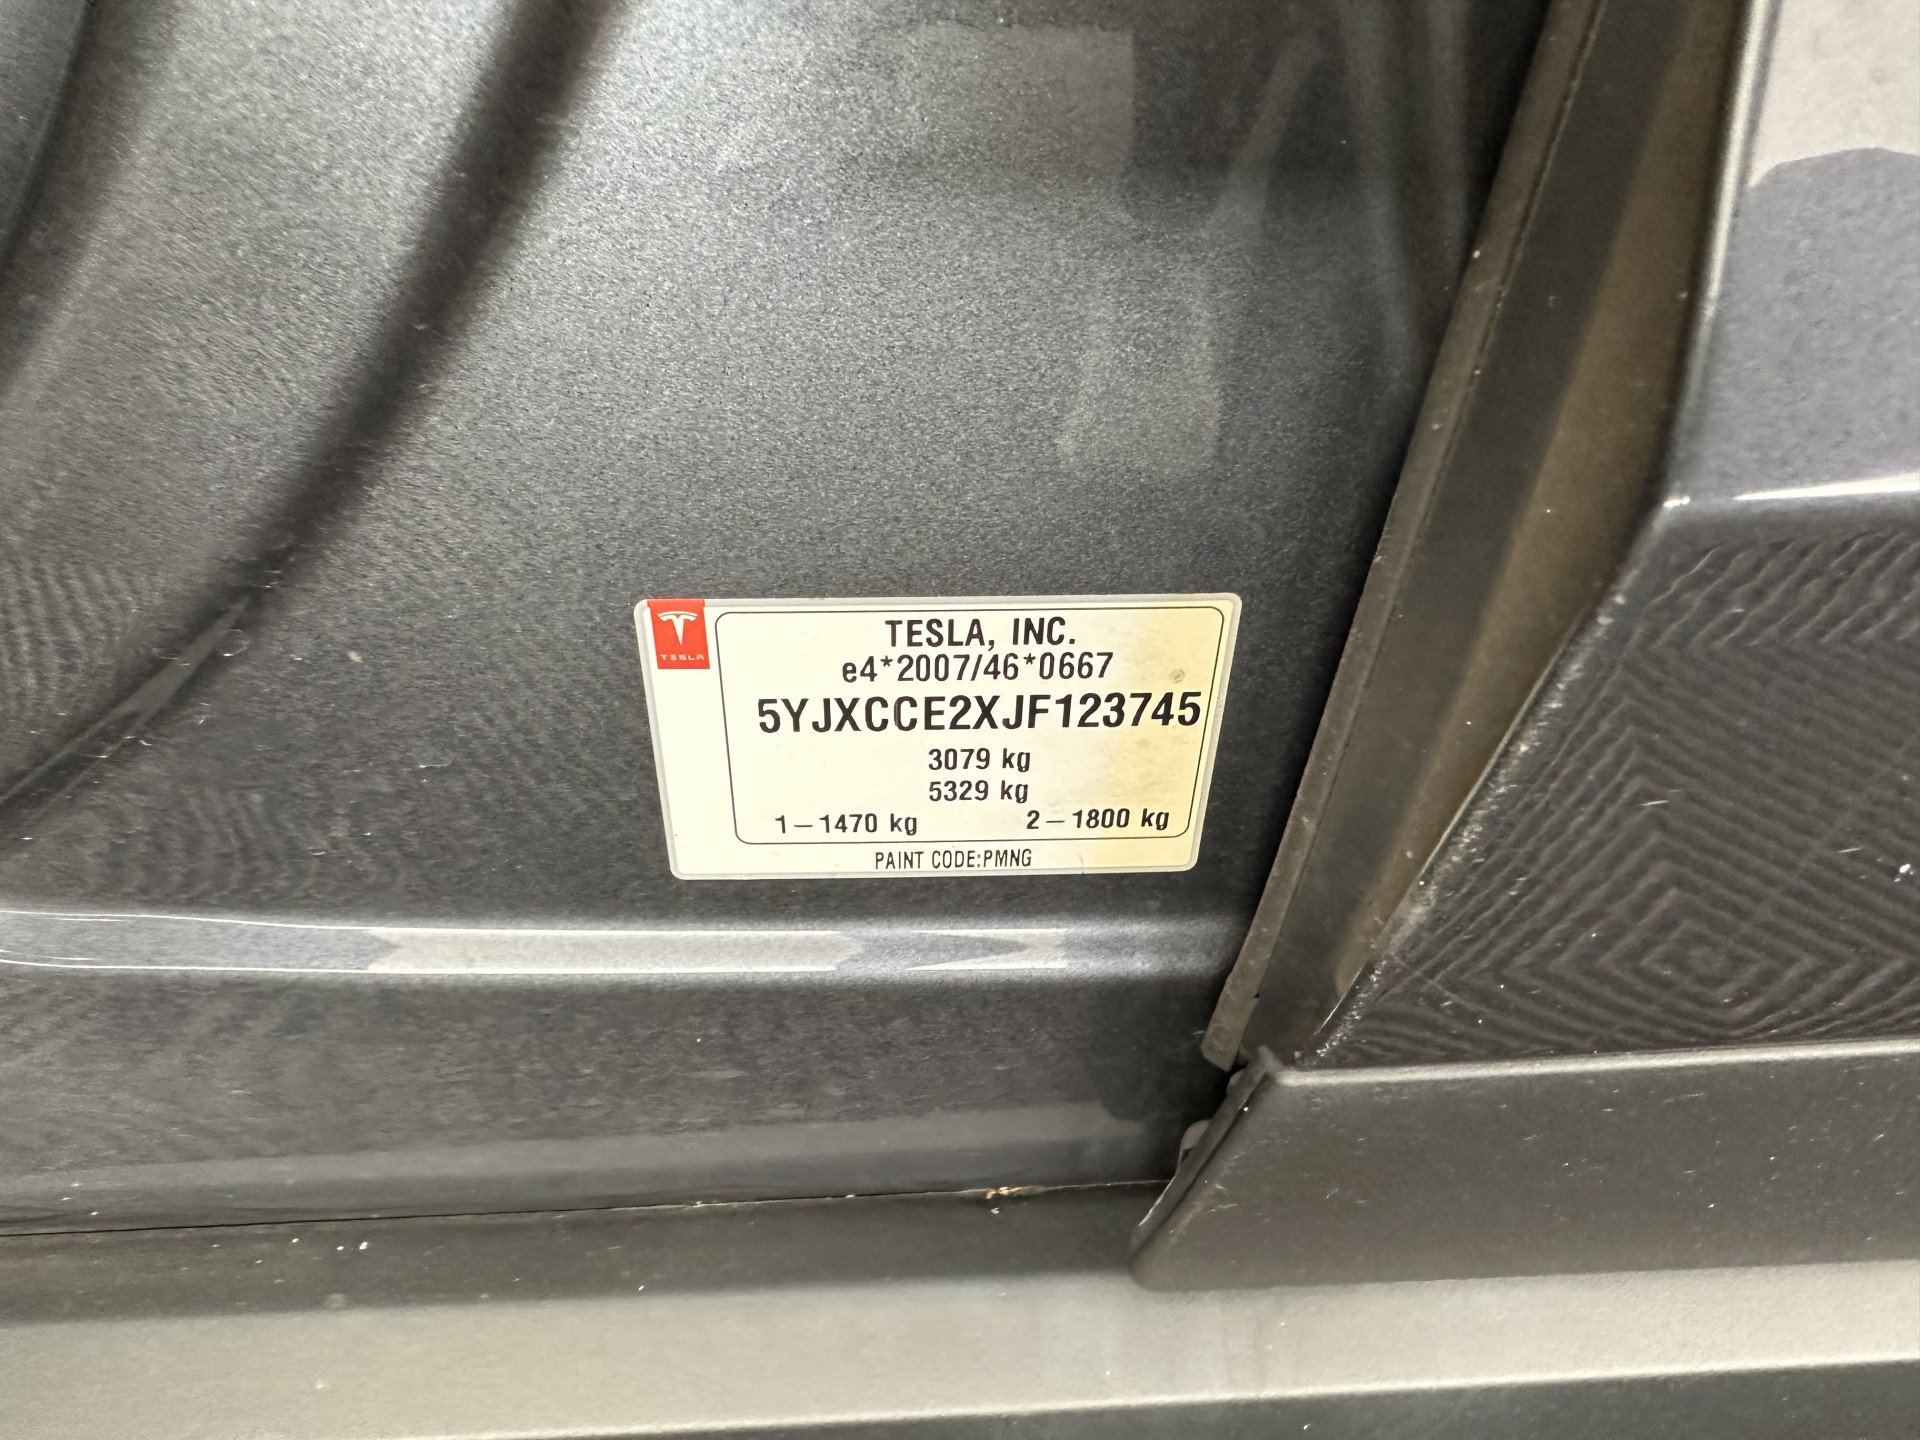 TESLA
TESLA, INC.
e4*2007/46*0667
5YJXCCE2XJF123745
3079 kg
5329 kg
1–1470 kg 2–1800 kg
PAINT CODE:PMNG